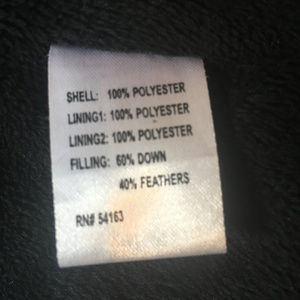 SHELL: 100% POLYESTER
LINING1: 100% POLYESTER
LINING2: 100% POLYESTER
FILLING: 60% DOWN
40% FEATHERS
RN# 54163